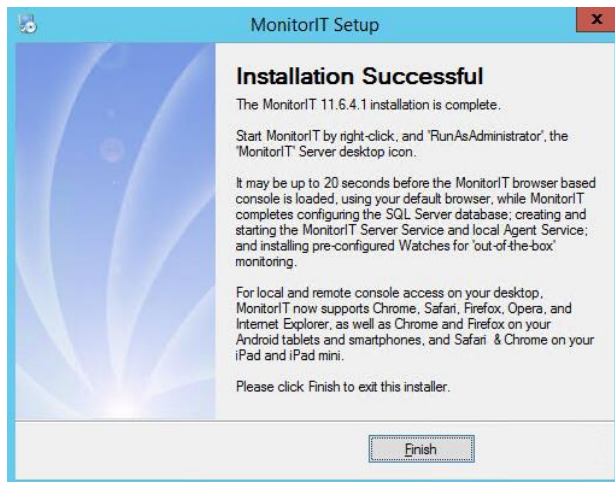 MonitorIT Setup
x
Installation Successful
The MonitorIT 11.6.4.1 installation is complete.
Start MonitorIT by right-click, and 'RunAsAdministrator', the
'MonitorIT' Server desktop icon.
It may be up to 20 seconds before the MonitorIT browser based
console is loaded, using your default browser, while MonitorIT
completes configuring the SQL Server database; creating and
starting the MonitorIT Server Service and local Agent Service;
and installing pre-configured Watches for 'out-of-the-box'
monitoring.
For local and remote console access on your desktop,
MonitorIT now supports Chrome, Safari, Firefox, Opera, and
Internet Explorer, as well as Chrome and Firefox on your
Android tablets and smartphones, and Safari & Chrome on your
iPad and iPad mini.
Please click Finish to exit this installer.
Finish